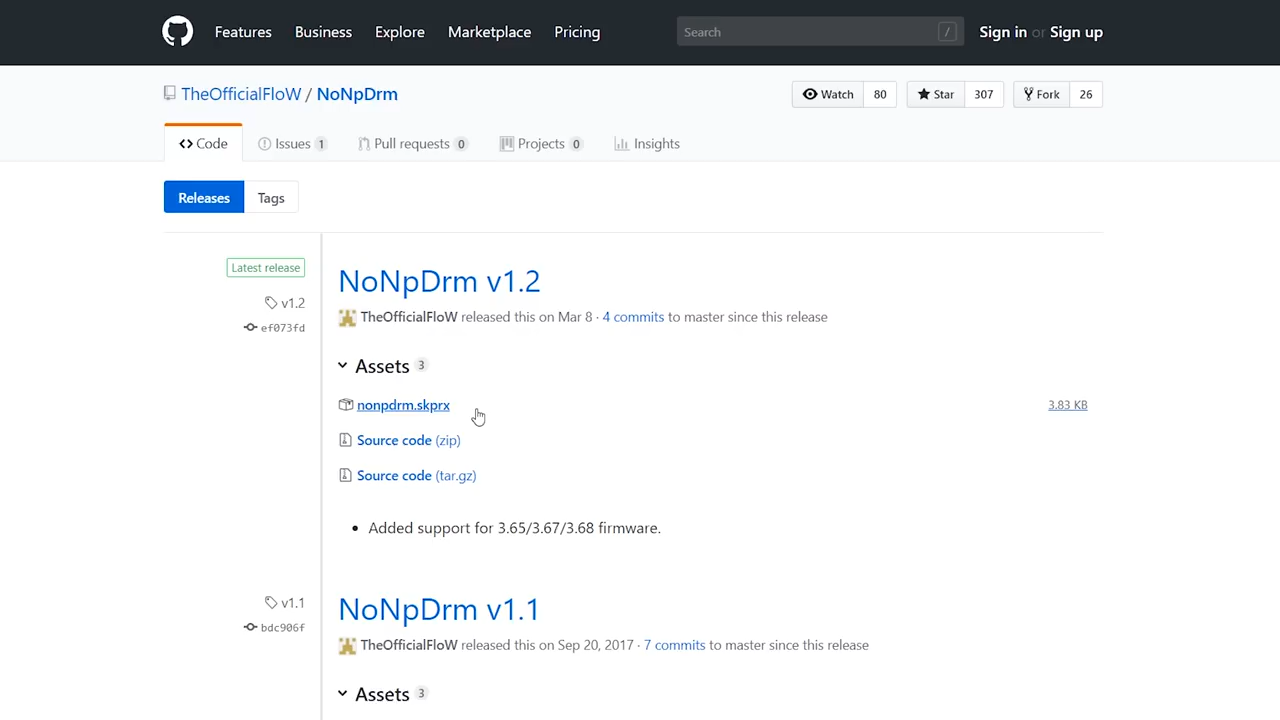 Features Business Explore Marketplace Pricing Search / Sign in or Sign up
TheOfficialFloW / NoNpDrm Watch 80 Star 307 Fork 26
Code Issues 1 Pull requests 0 Projects 0 Insights
Releases Tags
Latest release
v1.2
ef073fd
NoNpDrm v1.2
TheOfficialFloW released this on Mar 8 · 4 commits to master since this release
Assets 3
nonpdrm.skprx 3.83 KB
Source code (zip)
Source code (tar.gz)
• Added support for 3.65/3.67/3.68 firmware.
v1.1
bdc906f
NoNpDrm v1.1
TheOfficialFloW released this on Sep 20, 2017 · 7 commits to master since this release
Assets 3